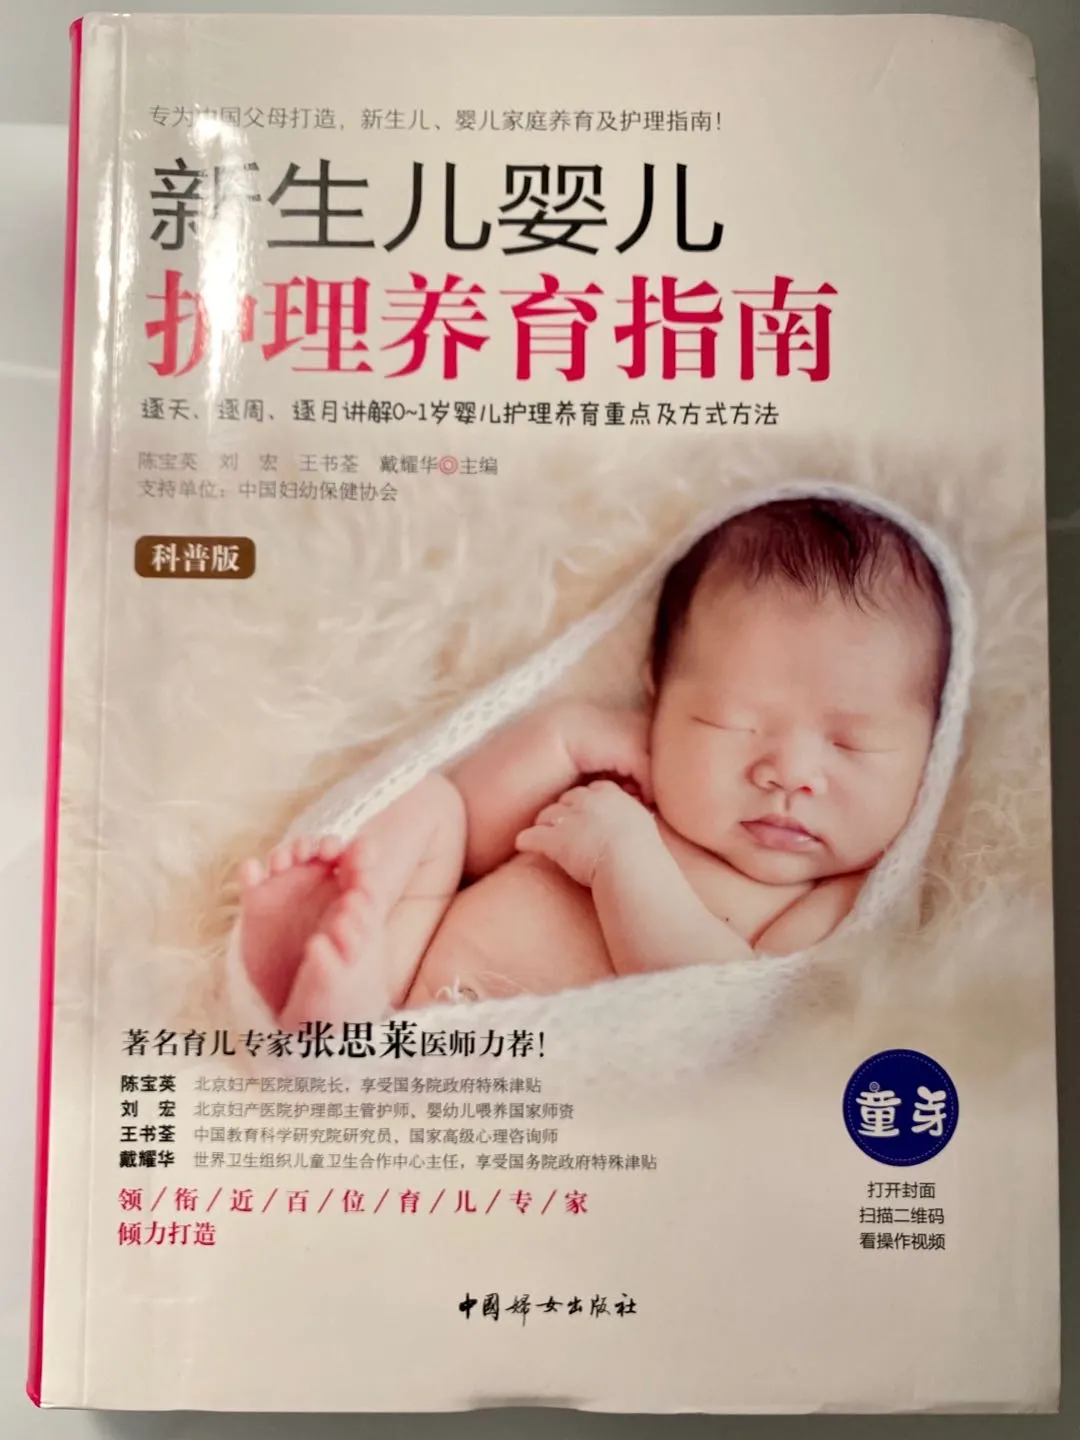 专为中国父母打造，新生儿、婴儿家庭养育及护理指南！
新生儿婴儿
护理养育指南
逐天、逐周、逐月讲解0~1岁婴儿护理养育重点及方式方法
陈宝英 刘 宏 王书荃 戴耀华◎主编
支持单位：中国妇幼保健协会
科普版
著名育儿专家张思莱医师力荐！
陈宝英 北京妇产医院原院长，享受国务院政府特殊津贴
刘 宏 北京妇产医院护理部主管护师、婴幼儿喂养国家师资
王书荃 中国教育科学研究院研究员，国家高级心理咨询师
戴耀华 世界卫生组织儿童卫生合作中心主任，享受国务院政府特殊津贴
领/衔/近/百/位/育/儿/专/家
倾力打造
童芽
打开封面
扫描二维码
看操作视频
中国妇女出版社